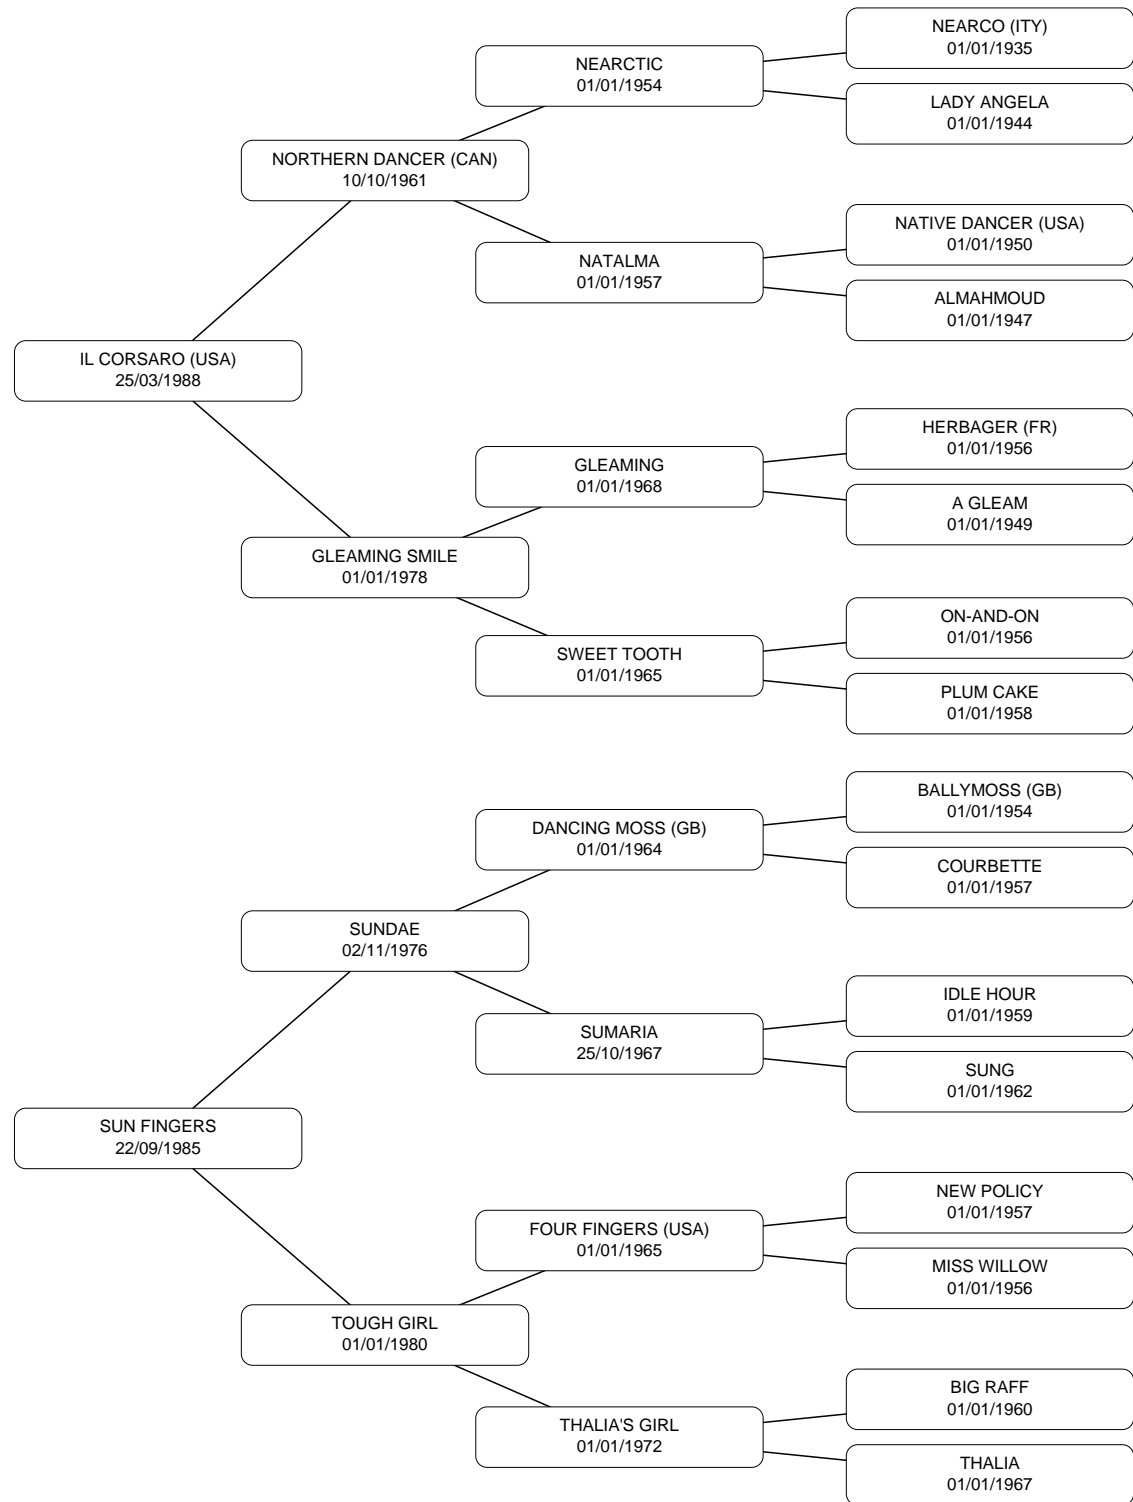 NEARCO (ITY)
01/01/1935
NEARCTIC
01/01/1954
LADY ANGELA
01/01/1944
NORTHERN DANCER (CAN)
10/10/1961
NATIVE DANCER (USA)
01/01/1950
NATALMA
01/01/1957
ALMAHMOUD
01/01/1947
IL CORSARO (USA)
25/03/1988
HERBAGER (FR)
01/01/1956
GLEAMING
01/01/1968
A GLEAM
01/01/1949
GLEAMING SMILE
01/01/1978
ON-AND-ON
01/01/1956
SWEET TOOTH
01/01/1965
PLUM CAKE
01/01/1958
BALLYMOSS (GB)
01/01/1954
DANCING MOSS (GB)
01/01/1964
COURBETTE
01/01/1957
SUNDAE
02/11/1976
IDLE HOUR
01/01/1959
SUMARIA
25/10/1967
SUNG
01/01/1962
SUN FINGERS
22/09/1985
NEW POLICY
01/01/1957
FOUR FINGERS (USA)
01/01/1965
MISS WILLOW
01/01/1956
TOUGH GIRL
01/01/1980
BIG RAFF
01/01/1960
THALIA'S GIRL
01/01/1972
THALIA
01/01/1967